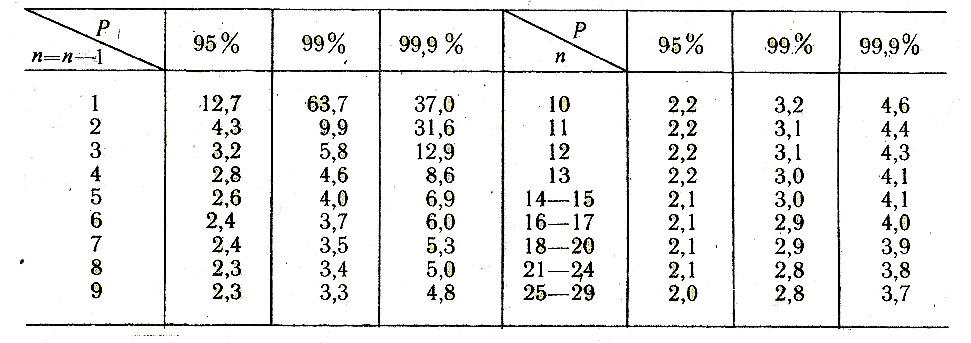 P 95% 99% 99,9% P 95% 99% 99,9%
n=n—1 n
1 12,7 63,7 37,0 10 2,2 3,2 4,6
2 4,3 9,9 31,6 11 2,2 3,1 4,4
3 3,2 5,8 12,9 12 2,2 3,1 4,3
4 2,8 4,6 8,6 13 2,2 3,0 4,1
5 2,6 4,0 6,9 14—15 2,1 3,0 4,1
6 2,4 3,7 6,0 16—17 2,1 2,9 4,0
7 2,4 3,5 5,3 18—20 2,1 2,9 3,9
8 2,3 3,4 5,0 21—24 2,1 2,8 3,8
9 2,3 3,3 4,8 25—29 2,0 2,8 3,7